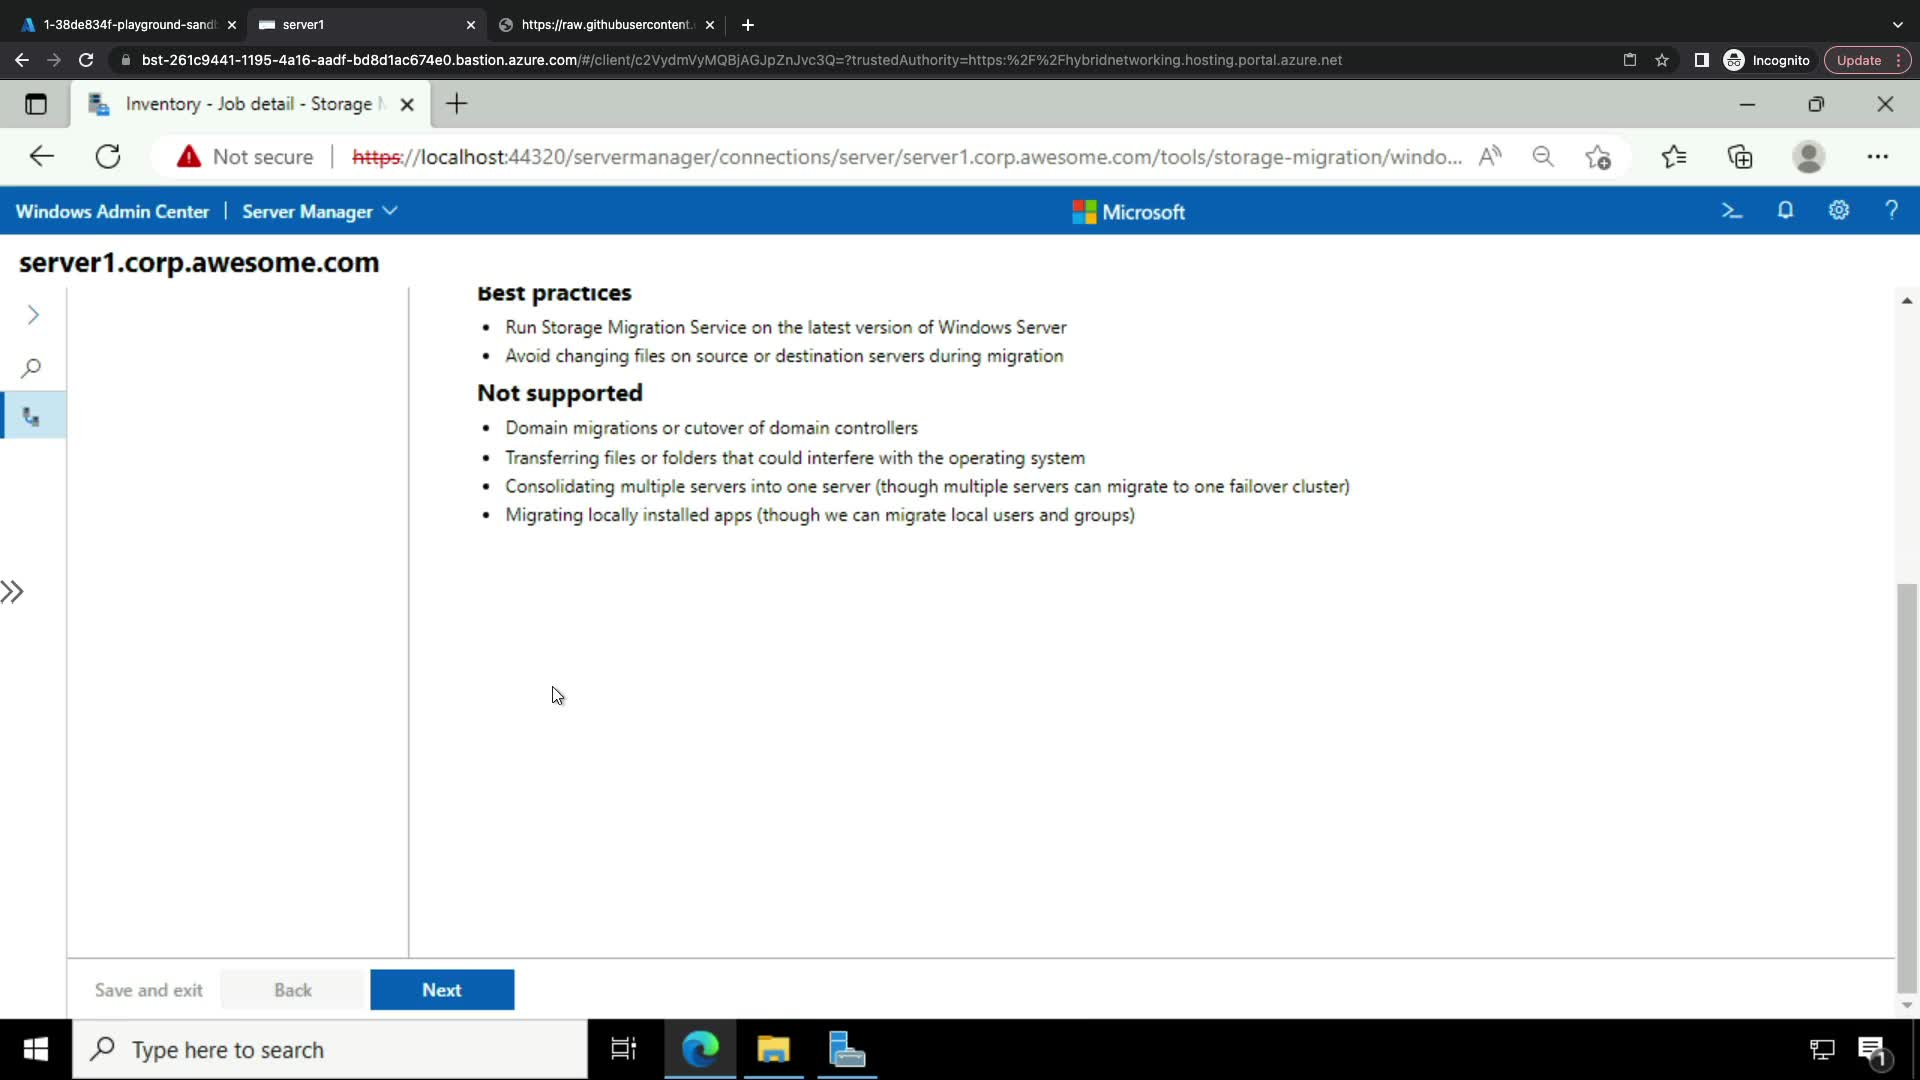 1-38de834f-playground-sand
server1
https://raw.githubusercontent.
bst-261c9441-1195-4a16-aadf-bd8d1ac674e0.bastion.azure.com/#/client/c2VydmVyMQBjAGJpZnJvc3Q=?trustedAuthority=https:%2F%2Fhybridnetworking.hosting.portal.azure.net
Incognito
Update
Inventory - Job detail - Storage
Not secure
https://localhost:44320/servermanager/connections/server/server1.corp.awesome.com/tools/storage-migration/windo...
Windows Admin Center
Server Manager
Microsoft
server1.corp.awesome.com
Best practices
• Run Storage Migration Service on the latest version of Windows Server
• Avoid changing files on source or destination servers during migration
Not supported
• Domain migrations or cutover of domain controllers
• Transferring files or folders that could interfere with the operating system
• Consolidating multiple servers into one server (though multiple servers can migrate to one failover cluster)
• Migrating locally installed apps (though we can migrate local users and groups)
Save and exit
Back
Next
Type here to search
1